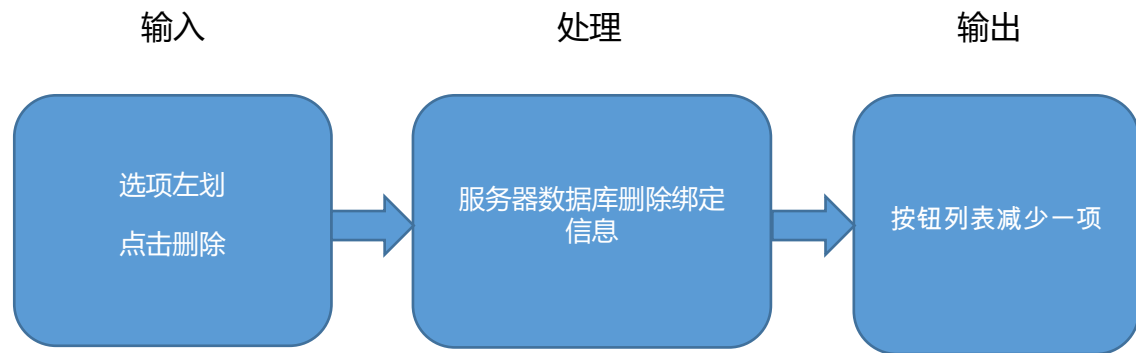 输入
处理
输出
选项左划
点击删除
服务器数据库删除绑定
信息
按钮列表减少一项